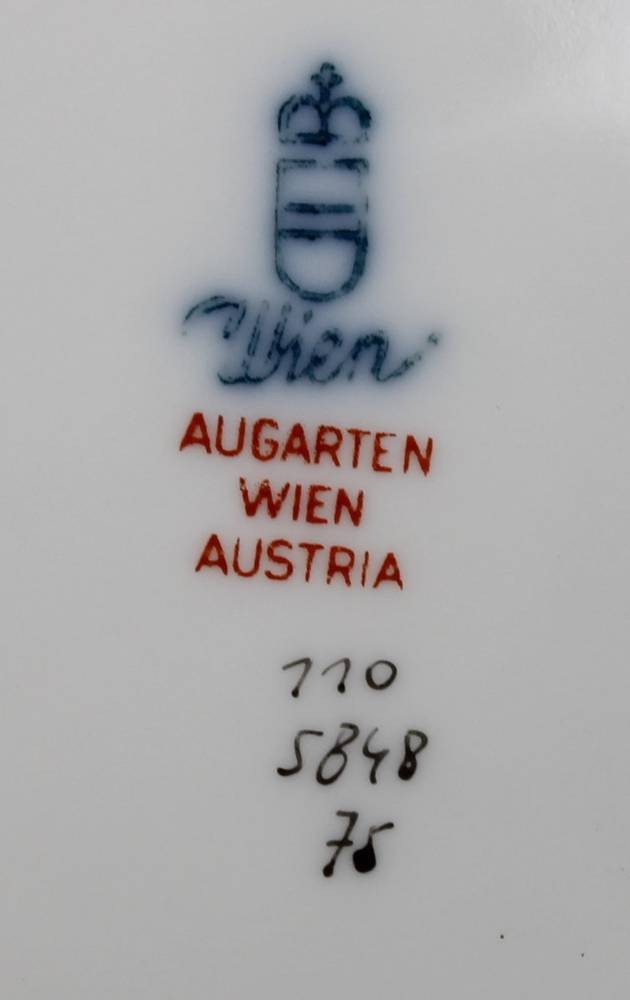 Wien
AUGARTEN
WIEN
AUSTRIA
110
5848
75